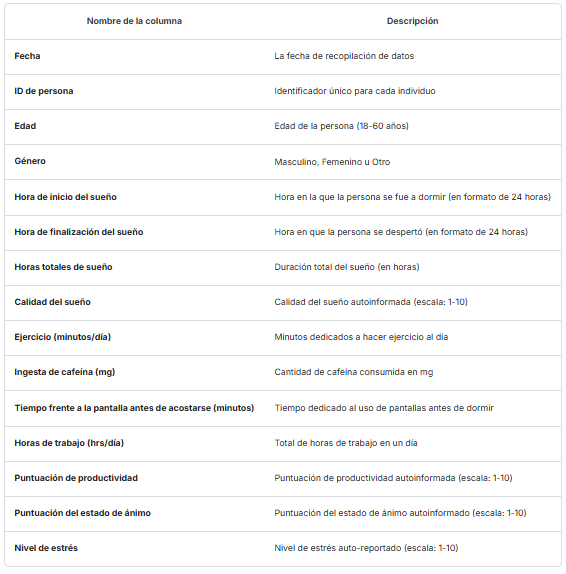 Nombre de la columna Descripción
Fecha La fecha de recopilación de datos
ID de persona Identificador único para cada individuo
Edad Edad de la persona (18-60 años)
Género Masculino, Femenino u Otro
Hora de inicio del sueño Hora en la que la persona se fue a dormir (en formato de 24 horas)
Hora de finalización del sueño Hora en que la persona se despertó (en formato de 24 horas)
Horas totales de sueño Duración total del sueño (en horas)
Calidad del sueño Calidad del sueño autoinformada (escala: 1-10)
Ejercicio (minutos/día) Minutos dedicados a hacer ejercicio al día
Ingesta de cafeína (mg) Cantidad de cafeína consumida en mg
Tiempo frente a la pantalla antes de acostarse (minutos) Tiempo dedicado al uso de pantallas antes de dormir
Horas de trabajo (hrs/día) Total de horas de trabajo en un día
Puntuación de productividad Puntuación de productividad autoinformada (escala: 1-10)
Puntuación del estado de ánimo Puntuación del estado de ánimo autoinformado (escala: 1-10)
Nivel de estrés Nivel de estrés auto-reportado (escala: 1-10)